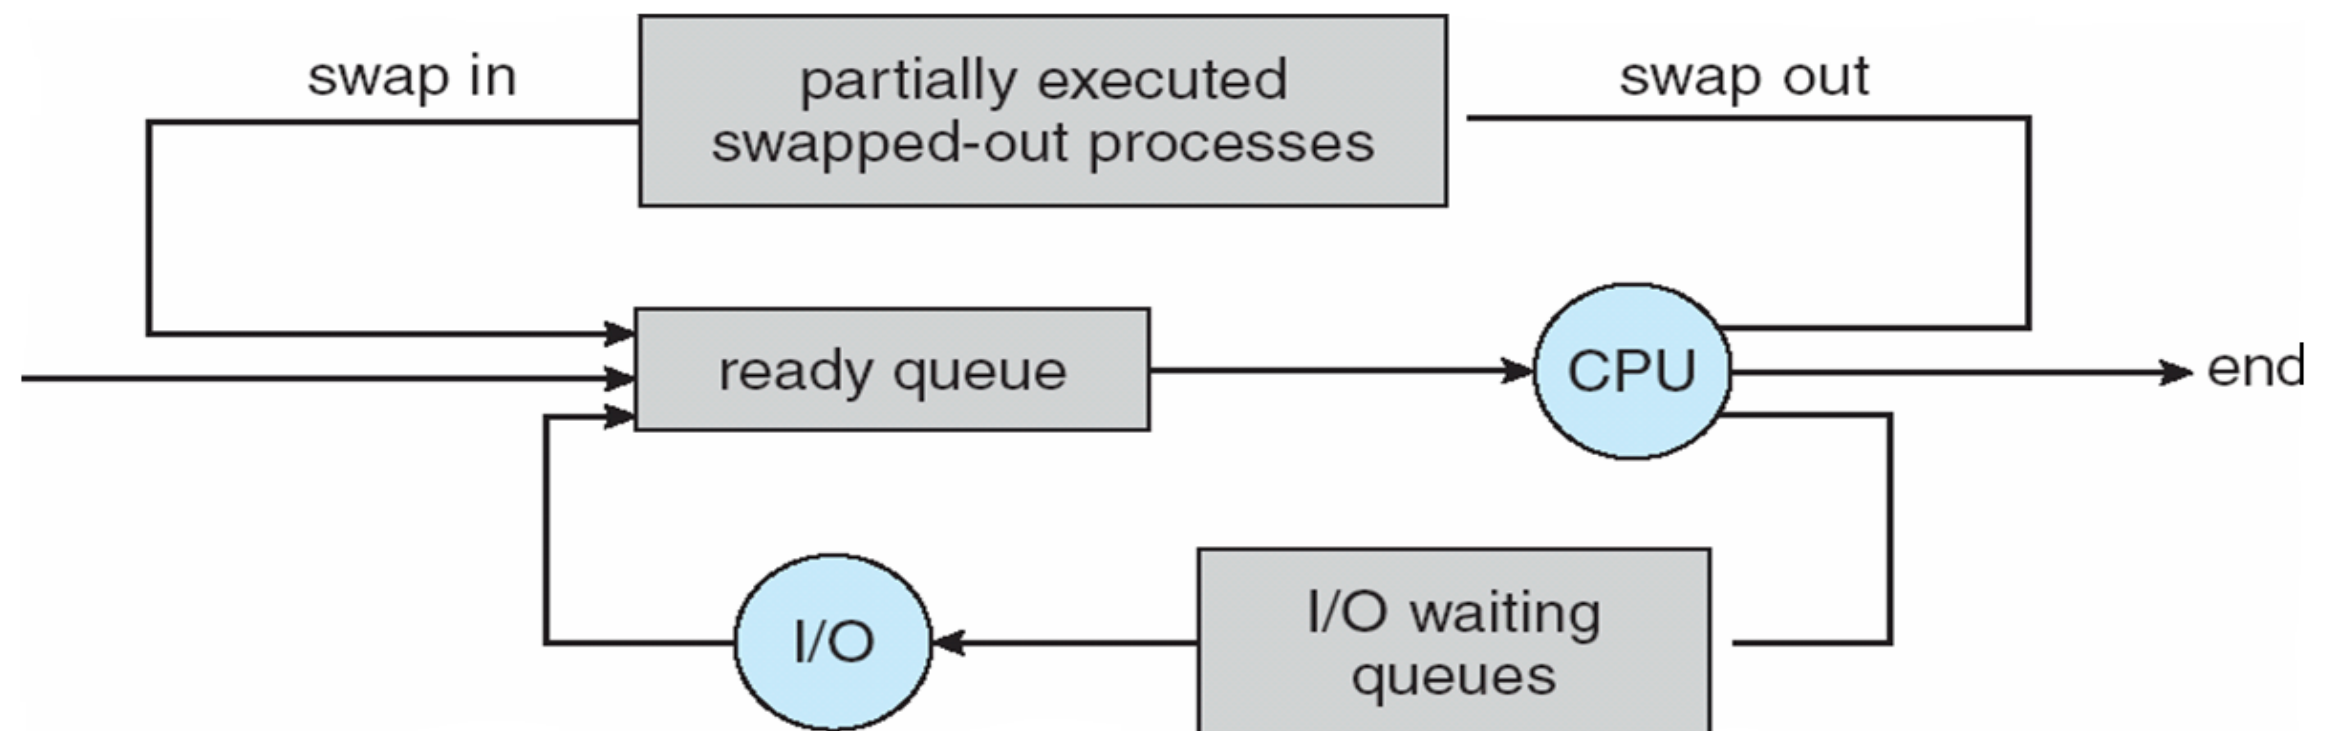 swap in
partially executed
swapped-out processes
swap out
ready queue
CPU
end
I/O
I/O waiting
queues